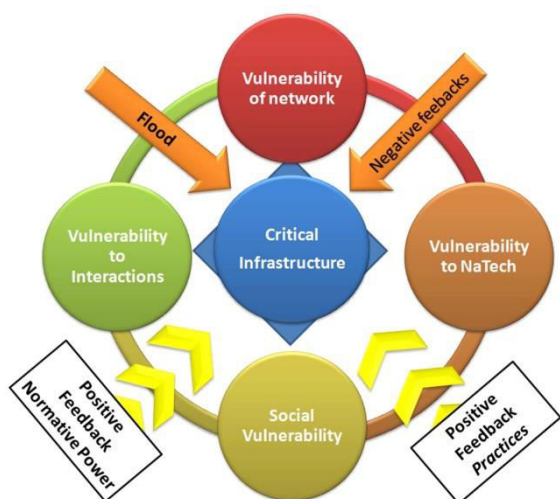 Vulnerability
of network
Flood
Negative feebacks
Vulnerability
to
Interactions
Critical
Infrastructure
Vulnerability
to NaTech
Social
Vulnerability
Positive
Feedback
Normative Power
Positive
Feedback
Practices